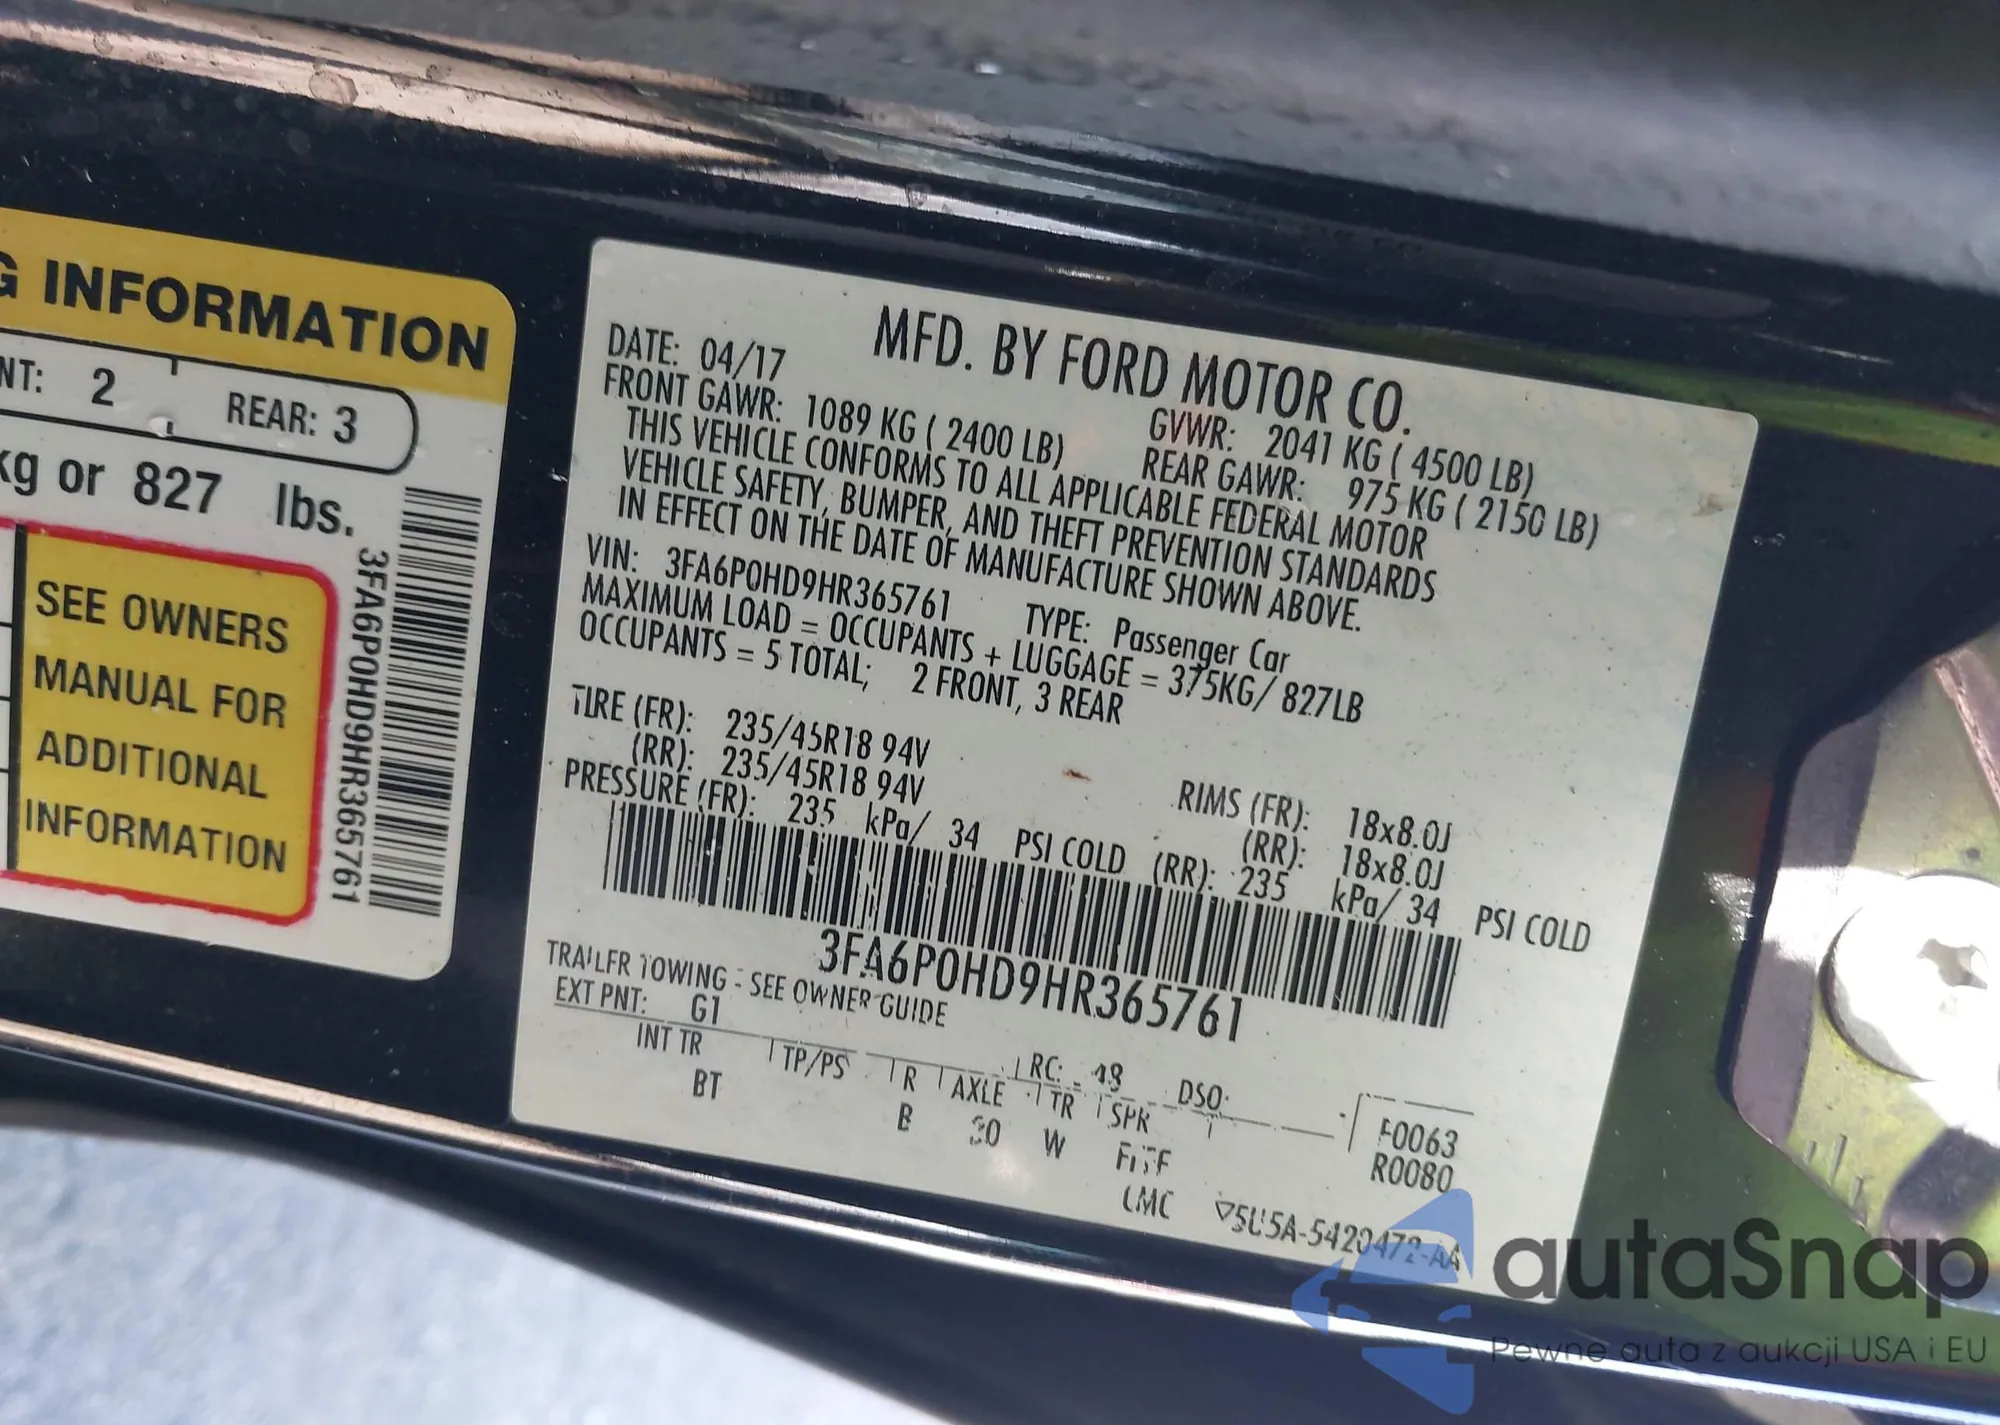 G INFORMATION
NT: 2 REAR: 3
kg or 827 lbs.
SEE OWNERS
MANUAL FOR
ADDITIONAL
INFORMATION
3FA6P0HD9HR365761
MFD. BY FORD MOTOR CO.
DATE: 04/17 GVWR: 2041 KG ( 4500 LB)
FRONT GAWR: 1089 KG ( 2400 LB) REAR GAWR: 975 KG ( 2150 LB)
THIS VEHICLE CONFORMS TO ALL APPLICABLE FEDERAL MOTOR
VEHICLE SAFETY, BUMPER, AND THEFT PREVENTION STANDARDS
IN EFFECT ON THE DATE OF MANUFACTURE SHOWN ABOVE.
VIN: 3FA6P0HD9HR365761 TYPE: Passenger Car
MAXIMUM LOAD = OCCUPANTS + LUGGAGE = 375KG/ 827LB
OCCUPANTS = 5 TOTAL; 2 FRONT, 3 REAR
TIRE (FR): 235/45R18 94V RIMS (FR): 18x8.0J
(RR): 235/45R18 94V (RR): 18x8.0J
PRESSURE (FR): 235 kPa/ 34 PSI COLD (RR): 235 kPa/ 34 PSI COLD
3FA6P0HD9HR365761
TRAILER TOWING - SEE OWNER GUIDE
EXT PNT: G1 RC: 48 DSO: F0063
INT TR TP/PS R AXLE TR SPR R0080
BT B W
LMC
autaSnap
Pewne auta z aukcji USA i EU